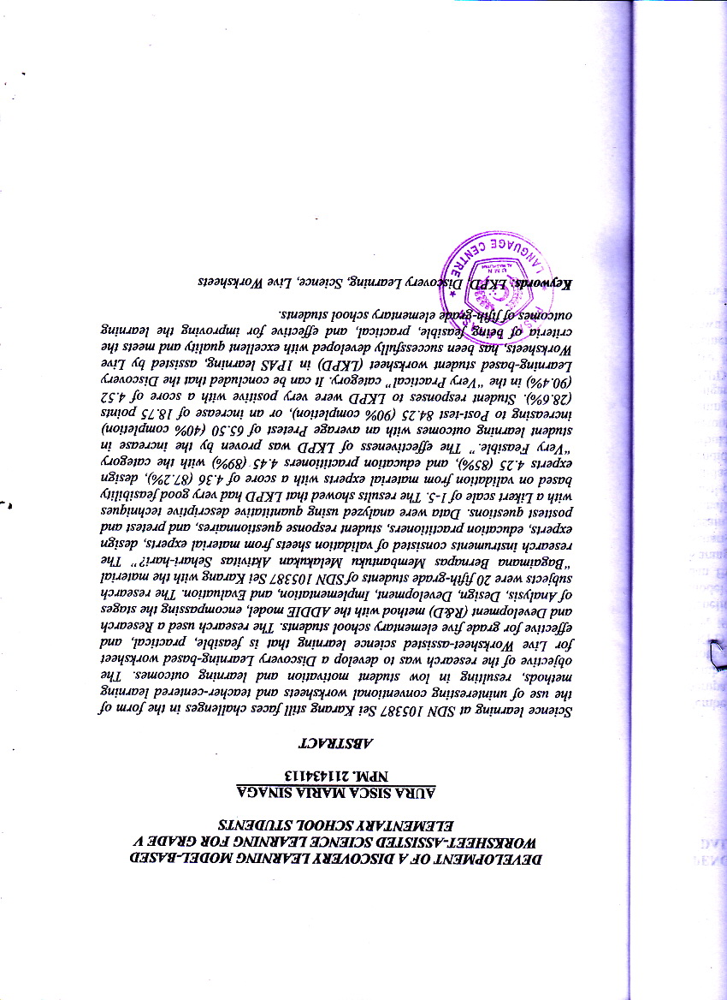 DEVELOPMENT OF A DISCOVERY LEARNING MODEL-BASED
WORKSHEET-ASSISTED SCIENCE LEARNING FOR GRADE V
ELEMENTARY SCHOOL STUDENTS
AURA SISCA MARIA SINAGA
NPM. 211434113
ABSTRACT
Science learning at SDN 105387 Sei Karang still faces challenges in the form of
the use of uninteresting conventional worksheets and teacher-centered learning
methods, resulting in low student motivation and learning outcomes. The
objective of the research was to develop a Discovery Learning-based worksheet
for Live Worksheet-assisted science learning that is feasible, practical, and
effective for grade five elementary school students. The research used a Research
and Development (R&D) method with the ADDIE model, encompassing the stages
of Analysis, Design, Development, Implementation, and Evaluation. The research
subjects were 20 fifth-grade students of SDN 105387 Sei Karang with the material
"Bagaimana Bernapas Membantuku Melakukan Aktivitas Sehari-hari?" The
research instruments consisted of validation sheets from material experts, design
experts, education practitioners, student response questionnaires, and pretest and
posttest questions. Data were analyzed using quantitative descriptive techniques
with a Likert scale of 1-5. The results showed that LKPD had very good feasibility
based on validation from material experts with a score of 4.36 (87.2%), design
experts 4.25 (85%), and education practitioners 4.45 (89%) with the category
"Very Feasible." The effectiveness of LKPD was proven by the increase in
student learning outcomes with an average Pretest of 65.50 (40% completion)
increasing to Post-test 84.25 (90% completion), or an increase of 18.75 points
(28.6%). Student responses to LKPD were very positive with a score of 4.52
(90.4%) in the "Very Practical" category. It can be concluded that the Discovery
Learning-based student worksheet (LKPD) in IPAS learning, assisted by Live
Worksheets, has been successfully developed with excellent quality and meets the
criteria of being feasible, practical, and effective for improving the learning
outcomes of fifth-grade elementary school students.
Keywords: LKPD, Discovery Learning, Science, Live Worksheets
UMN
AL WASHLIYAH
LANGUAGE CENTRE